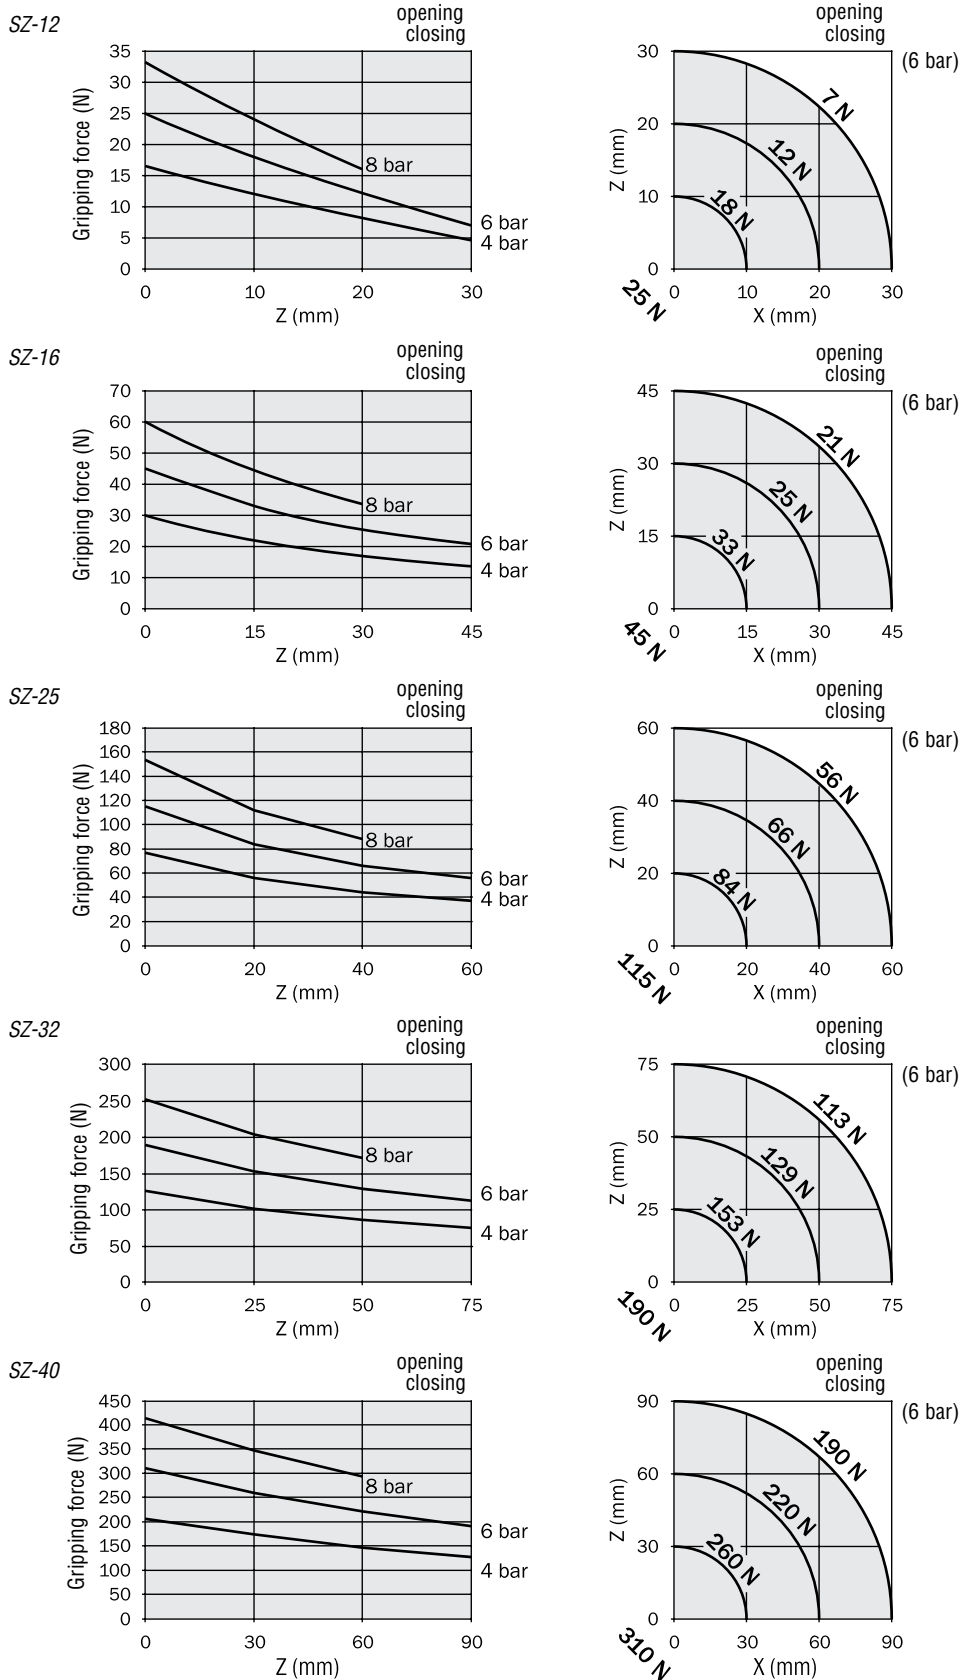 SZ-12
opening
closing
Gripping force (N)
35
30
25
20
15
10
5
0
8 bar
6 bar
4 bar
0 10 20 30
Z (mm)
opening
closing
(6 bar)
Z (mm)
30
20
10
0
7 N
12 N
18 N
25 N
0 10 20 30
X (mm)
SZ-16
opening
closing
Gripping force (N)
70
60
50
40
30
20
10
0
8 bar
6 bar
4 bar
0 15 30 45
Z (mm)
opening
closing
(6 bar)
Z (mm)
45
30
15
0
21 N
25 N
33 N
45 N
0 15 30 45
X (mm)
SZ-25
opening
closing
Gripping force (N)
180
160
140
120
100
80
60
40
20
0
8 bar
6 bar
4 bar
0 20 40 60
Z (mm)
opening
closing
(6 bar)
Z (mm)
60
40
20
0
56 N
66 N
84 N
115 N
0 20 40 60
X (mm)
SZ-32
opening
closing
Gripping force (N)
300
250
200
150
100
50
0
8 bar
6 bar
4 bar
0 25 50 75
Z (mm)
opening
closing
(6 bar)
Z (mm)
75
50
25
0
113 N
129 N
153 N
190 N
0 25 50 75
X (mm)
SZ-40
opening
closing
Gripping force (N)
450
400
350
300
250
200
150
100
50
0
8 bar
6 bar
4 bar
0 30 60 90
Z (mm)
opening
closing
(6 bar)
Z (mm)
90
60
30
0
190 N
220 N
260 N
310 N
0 30 60 90
X (mm)